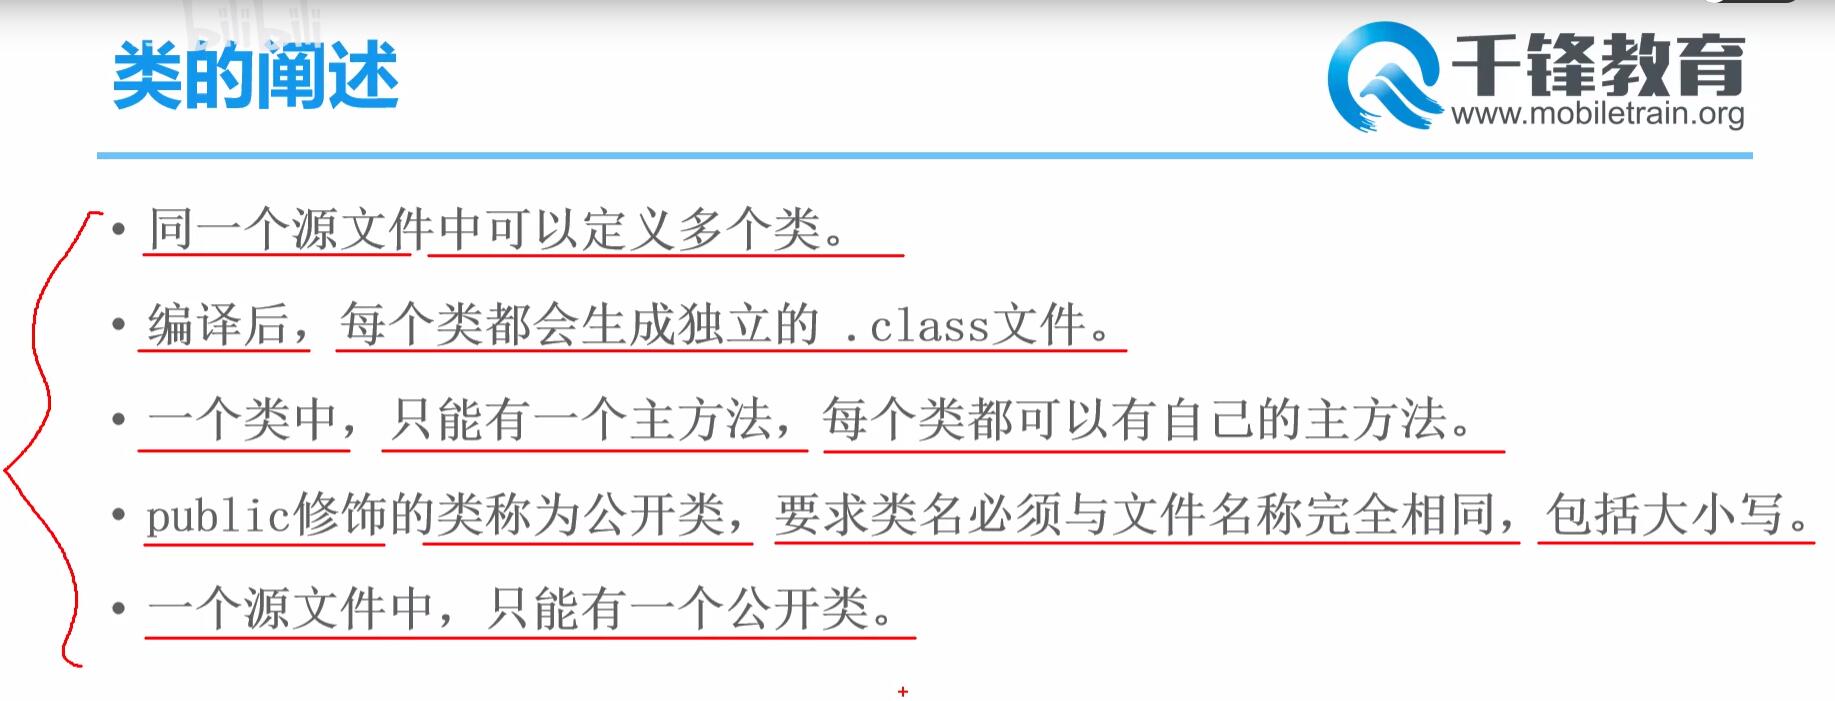 bilibili
类的阐述
千锋教育
www.mobiletrain.org
• 同一个源文件中可以定义多个类。
• 编译后，每个类都会生成独立的 .class文件。
• 一个类中，只能有一个主方法，每个类都可以有自己的主方法。
• public修饰的类称为公开类，要求类名必须与文件名称完全相同，包括大小写。
• 一个源文件中，只能有一个公开类。